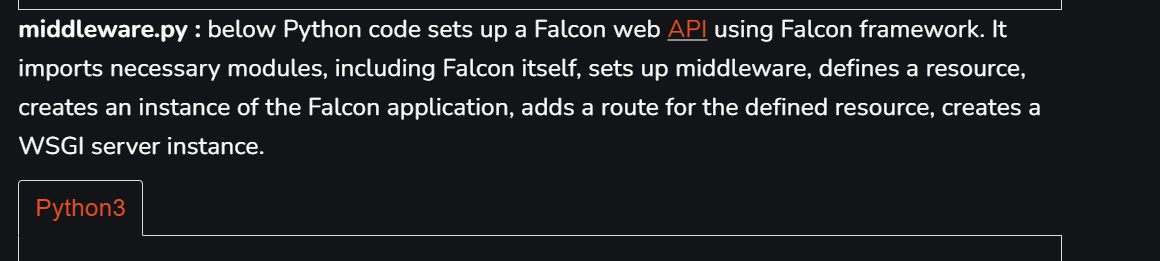 middleware.py : below Python code sets up a Falcon web API using Falcon framework. It
imports necessary modules, including Falcon itself, sets up middleware, defines a resource,
creates an instance of the Falcon application, adds a route for the defined resource, creates a
WSGI server instance.
Python3